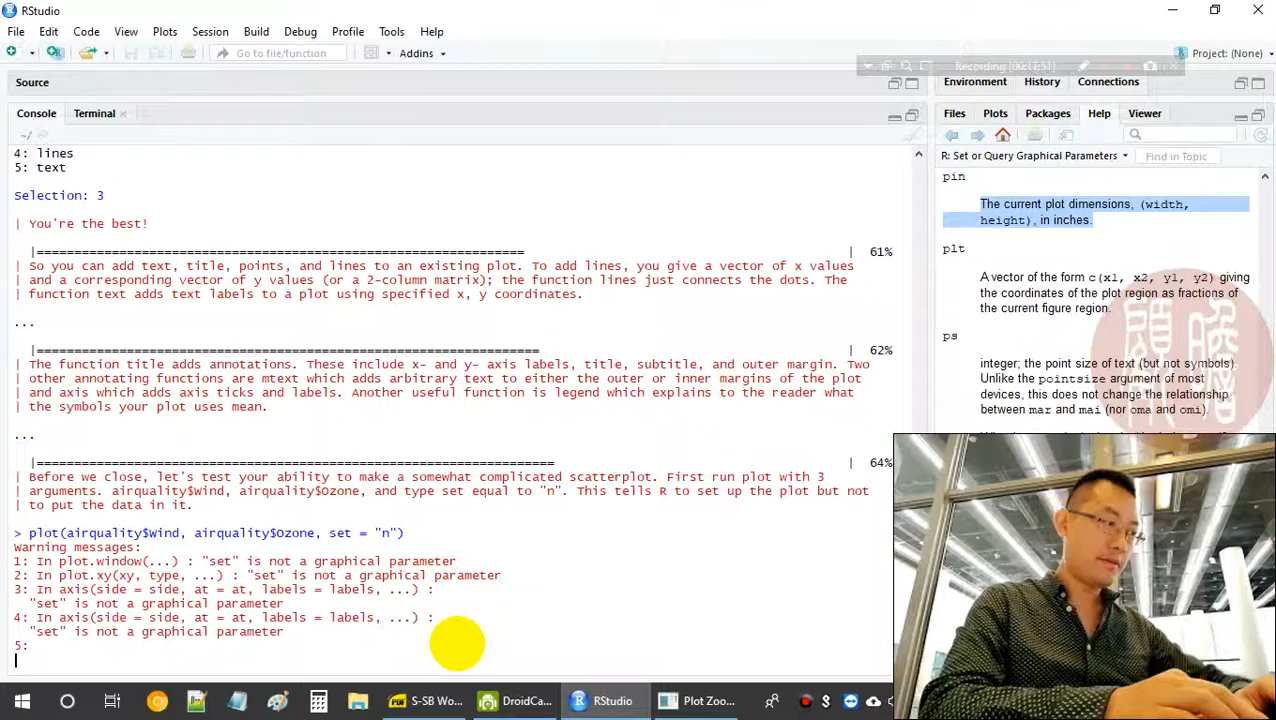 RStudio
File Edit Code View Plots Session Build Debug Profile Tools Help
Go to file/function Addins Project: (None)
Recording [00:17:51]
Source
Environment History Connections
Console Terminal
Files Plots Packages Help Viewer
~/
R: Set or Query Graphical Parameters Find in Topic
4: lines
5: text
Selection: 3
| You're the best!
|================================================================= | 61%
| So you can add text, title, points, and lines to an existing plot. To add lines, you give a vector of x values
| and a corresponding vector of y values (or a 2-column matrix); the function lines just connects the dots. The
| function text adds text labels to a plot using specified x, y coordinates.
...
|=================================================================== | 62%
| The function title adds annotations. These include x- and y- axis labels, title, subtitle, and outer margin. Two
| other annotating functions are mtext which adds arbitrary text to either the outer or inner margins of the plot
| and axis which adds axis ticks and labels. Another useful function is legend which explains to the reader what
| the symbols your plot uses mean.
...
|===================================================================== | 64%
| Before we close, let's test your ability to make a somewhat complicated scatterplot. First run plot with 3
| arguments. airquality$Wind, airquality$Ozone, and type set equal to "n". This tells R to set up the plot but not
| to put the data in it.
> plot(airquality$Wind, airquality$Ozone, set = "n")
Warning messages:
1: In plot.window(...) : "set" is not a graphical parameter
2: In plot.xy(xy, type, ...) : "set" is not a graphical parameter
3: In axis(side = side, at = at, labels = labels, ...) :
"set" is not a graphical parameter
4: In axis(side = side, at = at, labels = labels, ...) :
"set" is not a graphical parameter
5:
pin
The current plot dimensions, (width,
height), in inches.
plt
A vector of the form c(x1, x2, y1, y2) giving
the coordinates of the plot region as fractions of
the current figure region.
ps
integer; the point size of text (but not symbols).
Unlike the pointsize argument of most
devices, this does not change the relationship
between mar and mai (nor oma and omi).
S-SB Wo...
DroidCa...
RStudio
Plot Zoo...